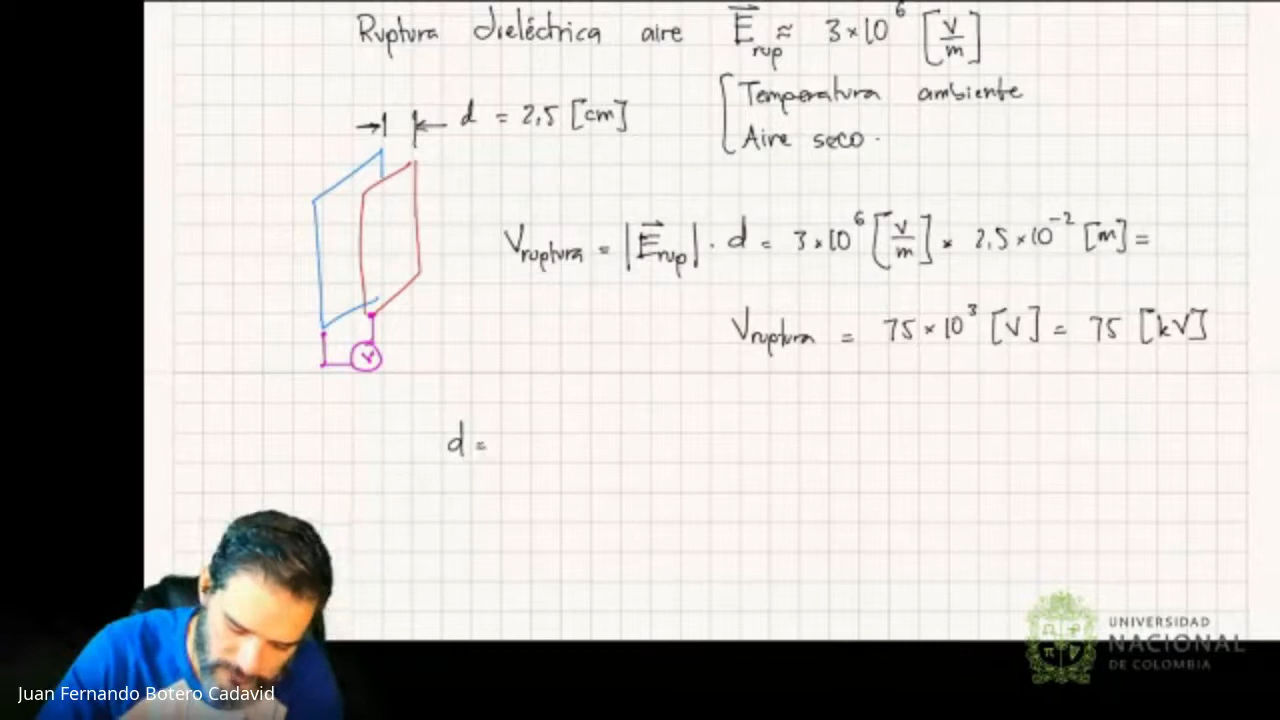 Ruptura dieléctrica aire E⃗rup ≈ 3×10⁶ [V/m]
Temperatura ambiente
Aire seco.
d = 2,5 [cm]
Vruptura = |E⃗rup| . d = 3×10⁶ [V/m] × 2,5×10⁻² [m] =
Vruptura = 75×10³ [V] = 75 [kV]
V
d =
UNIVERSIDAD
NACIONAL
DE COLOMBIA
Juan Fernando Botero Cadavid